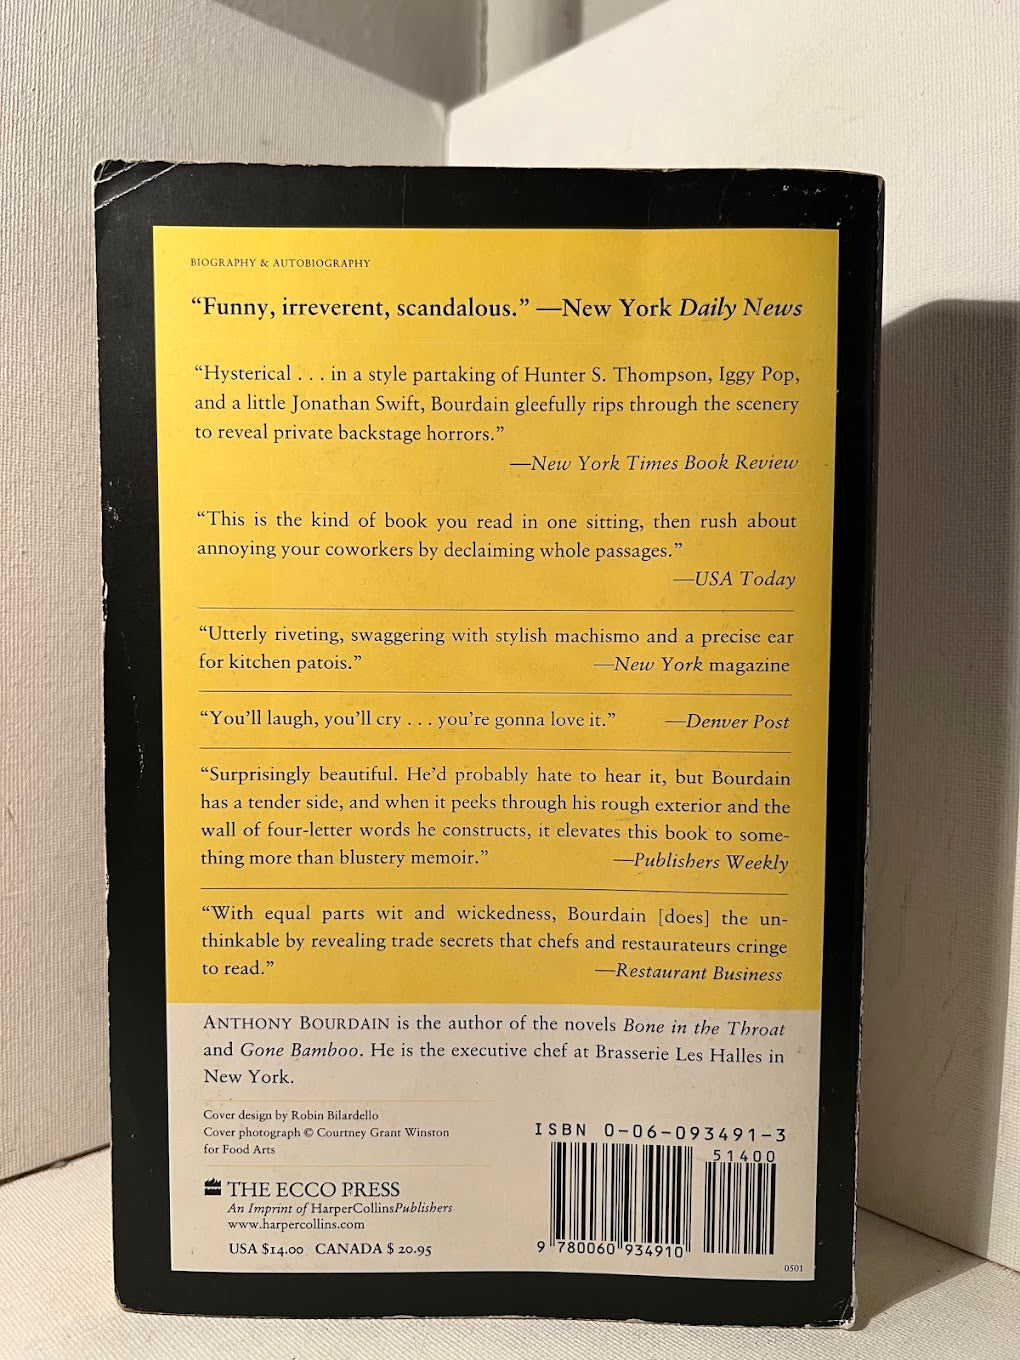 BIOGRAPHY & AUTOBIOGRAPHY
“Funny, irreverent, scandalous.” —New York Daily News
“Hysterical . . . in a style partaking of Hunter S. Thompson, Iggy Pop,
and a little Jonathan Swift, Bourdain gleefully rips through the scenery
to reveal private backstage horrors.”
—New York Times Book Review
“This is the kind of book you read in one sitting, then rush about
annoying your coworkers by declaiming whole passages.”
—USA Today
“Utterly riveting, swaggering with stylish machismo and a precise ear
for kitchen patois.” —New York magazine
“You’ll laugh, you’ll cry . . . you’re gonna love it.” —Denver Post
“Surprisingly beautiful. He’d probably hate to hear it, but Bourdain
has a tender side, and when it peeks through his rough exterior and the
wall of four-letter words he constructs, it elevates this book to some-
thing more than blustery memoir.” —Publishers Weekly
“With equal parts wit and wickedness, Bourdain [does] the un-
thinkable by revealing trade secrets that chefs and restaurateurs cringe
to read.” —Restaurant Business
ANTHONY BOURDAIN is the author of the novels Bone in the Throat
and Gone Bamboo. He is the executive chef at Brasserie Les Halles in
New York.
Cover design by Robin Bilardello
Cover photograph © Courtney Grant Winston
for Food Arts
THE ECCO PRESS
An Imprint of HarperCollinsPublishers
www.harpercollins.com
USA $14.00 CANADA $ 20.95
ISBN 0-06-093491-3
51400
9 780060 934910
0501